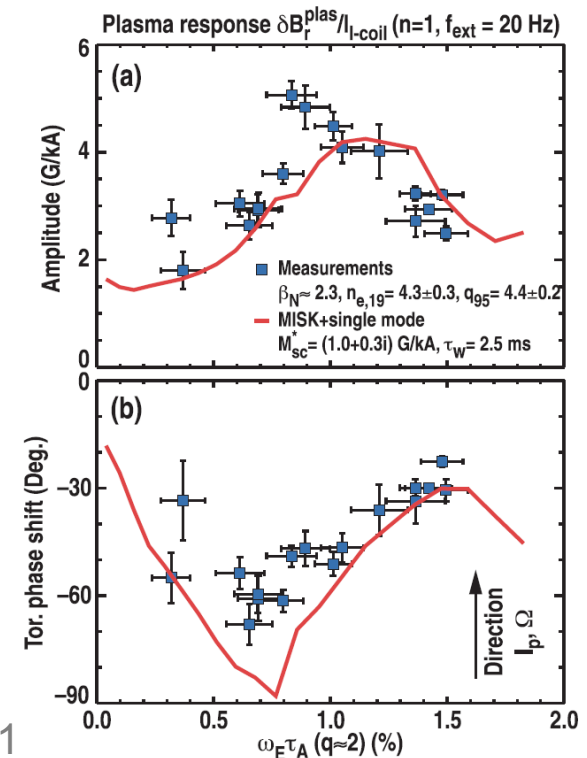 Plasma response δB_r^plas/I_I-coil (n=1, f_ext = 20 Hz)
(a)
6
4
2
0
Amplitude (G/kA)
Measurements
β_N≈ 2.3, n_e,19= 4.3±0.3, q_95= 4.4±0.2
MISK+single mode
M*_sc= (1.0+0.3i) G/kA, τ_W= 2.5 ms
(b)
0
−30
−60
−90
Tor. phase shift (Deg.)
Direction
I_p, Ω
0.0 0.5 1.0 1.5 2.0
ω_E τ_A (q≈2) (%)
1